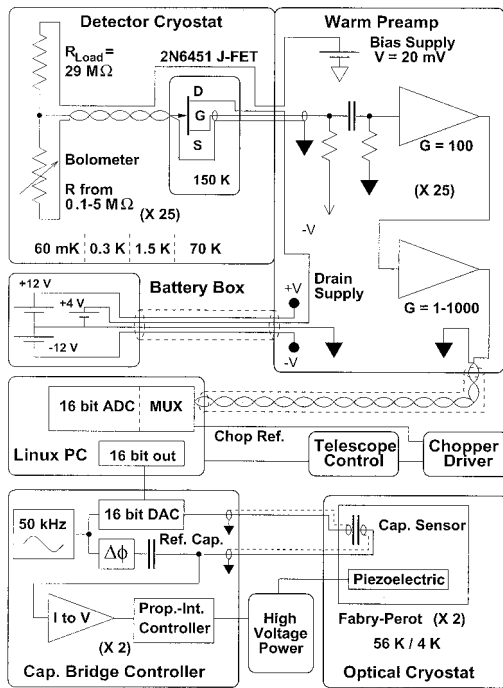 Detector Cryostat
Warm Preamp
R Load =
29 MΩ
2N6451 J-FET
Bias Supply
V = 20 mV
D
G
S
150 K
G = 100
Bolometer
R from
0.1-5 MΩ
(X 25)
(X 25)
-V
60 mK 0.3 K 1.5 K 70 K
+12 V
+4 V
-12 V
Battery Box
+V
Drain
Supply
-V
G = 1-1000
16 bit ADC
MUX
Chop Ref.
Linux PC
16 bit out
Telescope
Control
Chopper
Driver
50 kHz
16 bit DAC
Δϕ
Ref. Cap.
Cap. Sensor
Piezoelectric
I to V
(X 2)
Prop.-Int.
Controller
High
Voltage
Power
Fabry-Perot (X 2)
56 K / 4 K
Cap. Bridge Controller
Optical Cryostat